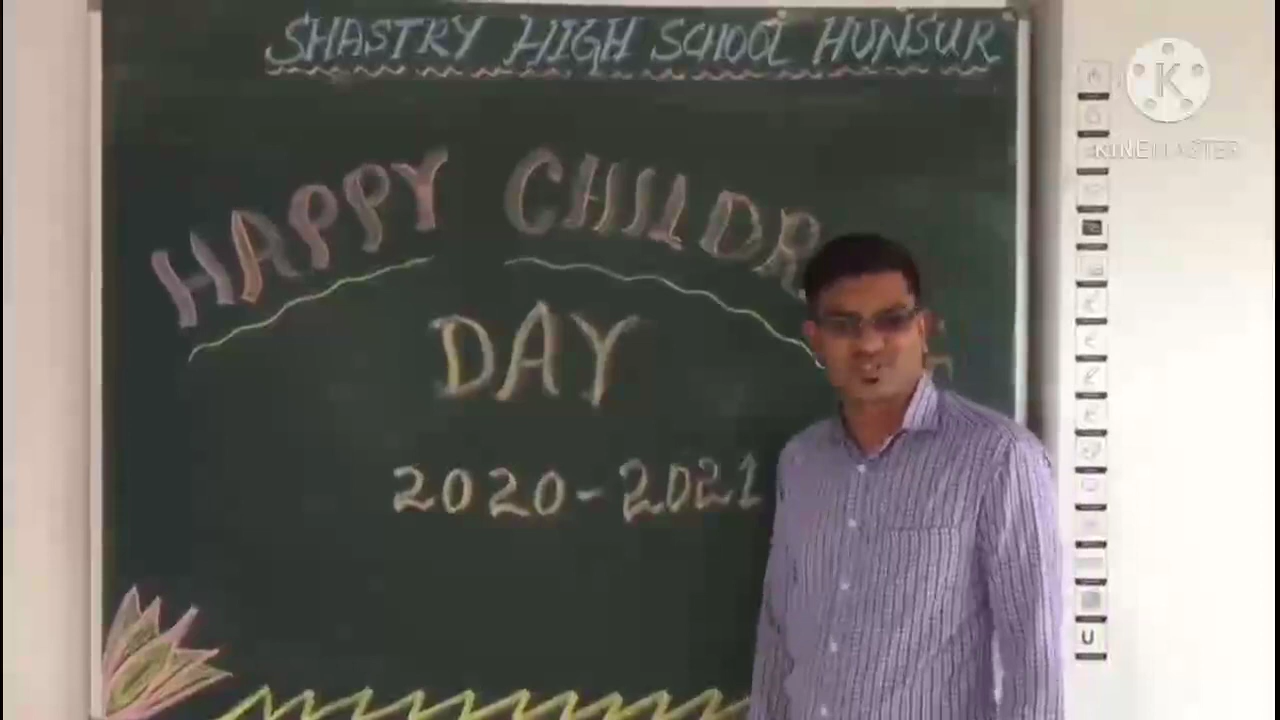 SHASTRY HIGH SCHOOL HUNSUR
HAPPY CHILDR
DAY
2020-2021
K
KINEMASTER
U